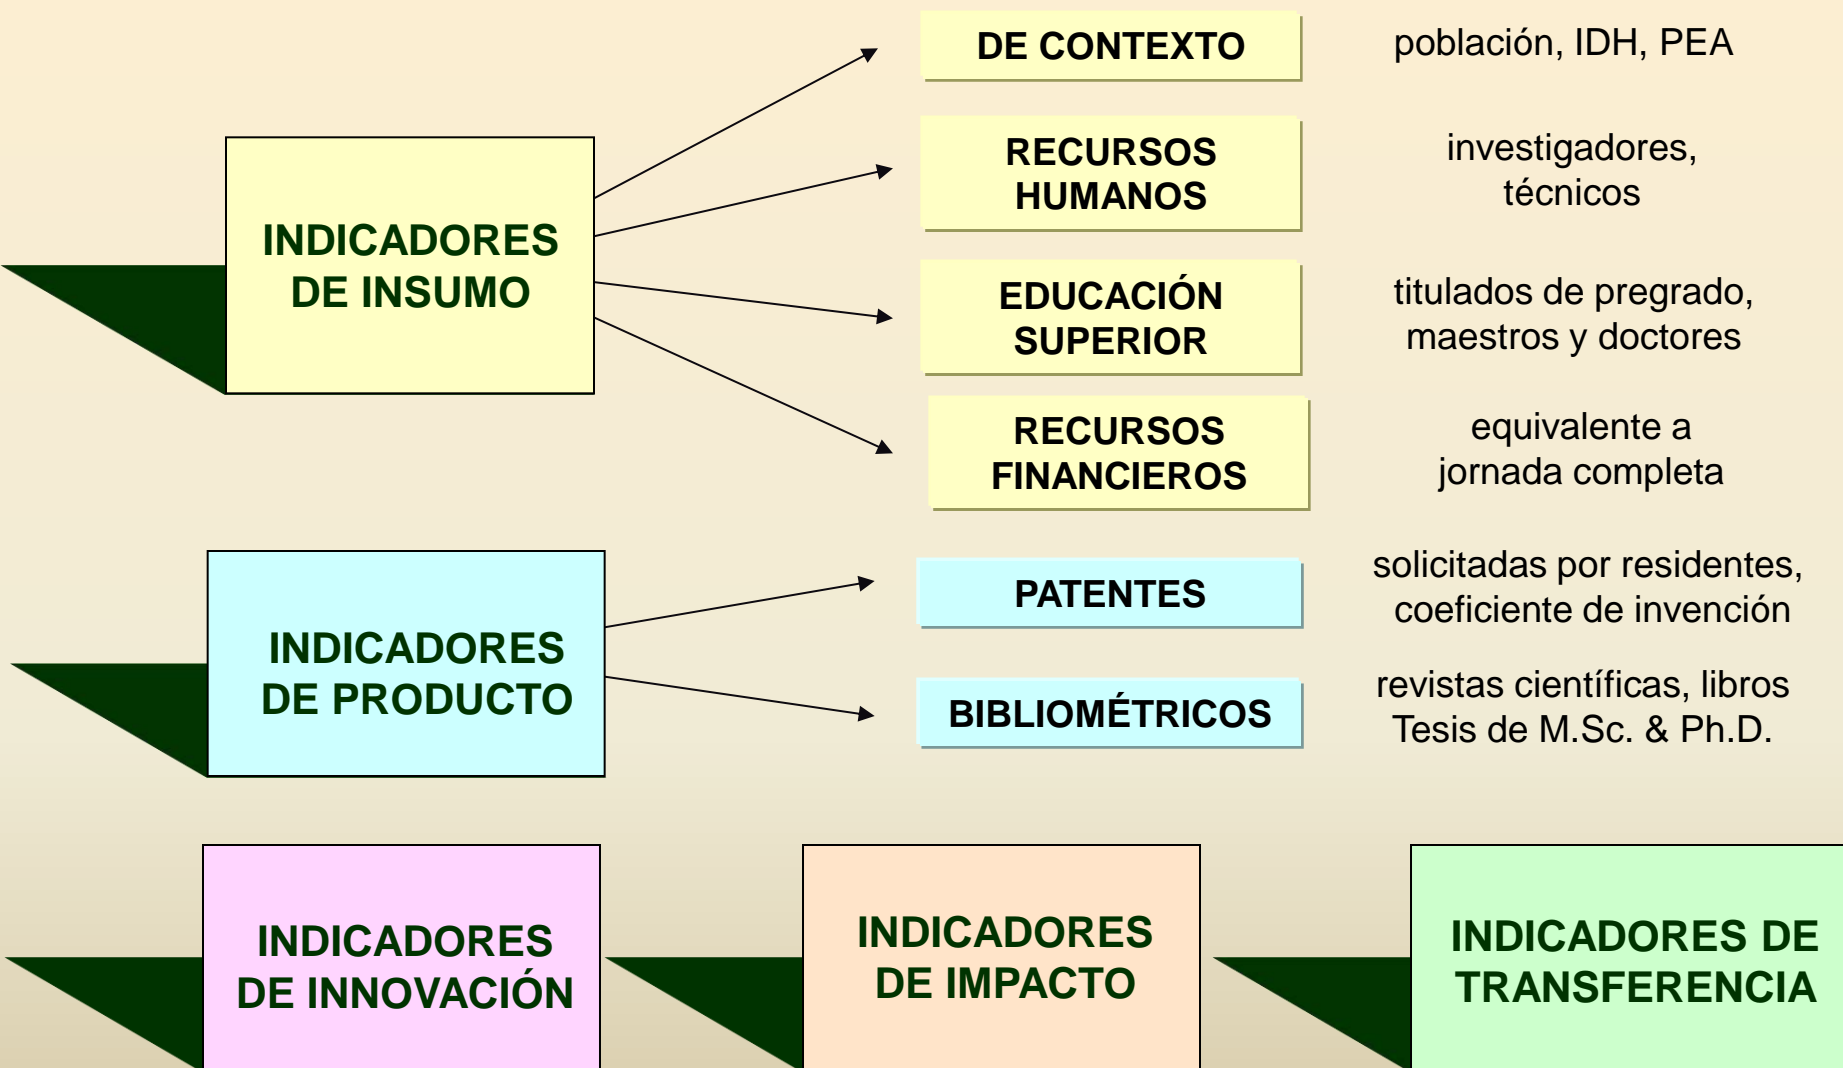 DE CONTEXTO
población, IDH, PEA
INDICADORES
DE INSUMO
RECURSOS
HUMANOS
investigadores,
técnicos
EDUCACIÓN
SUPERIOR
titulados de pregrado,
maestros y doctores
RECURSOS
FINANCIEROS
equivalente a
jornada completa
INDICADORES
DE PRODUCTO
PATENTES
solicitadas por residentes,
coeficiente de invención
BIBLIOMÉTRICOS
revistas científicas, libros
Tesis de M.Sc. & Ph.D.
INDICADORES
DE INNOVACIÓN
INDICADORES
DE IMPACTO
INDICADORES DE
TRANSFERENCIA